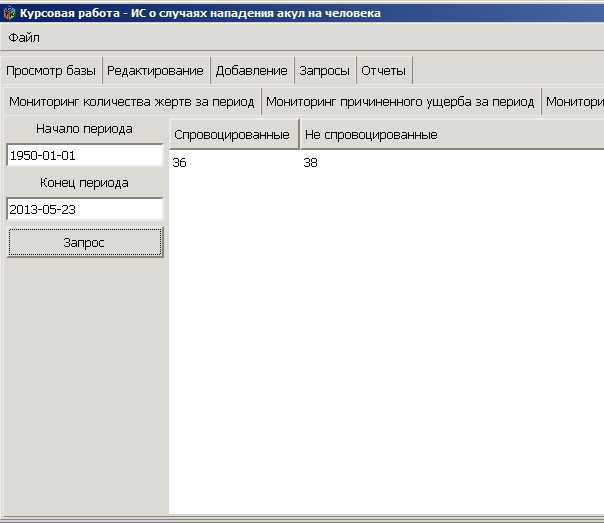 Курсовая работа - ИС о случаях нападения акул на человека
Файл
Просмотр базы Редактирование Добавление Запросы Отчеты
Мониторинг количества жертв за период Мониторинг причиненного ущерба за период Монитори
Начало периода
1950-01-01
Конец периода
2013-05-23
Запрос
Спровоцированные Не спровоцированные
36 38